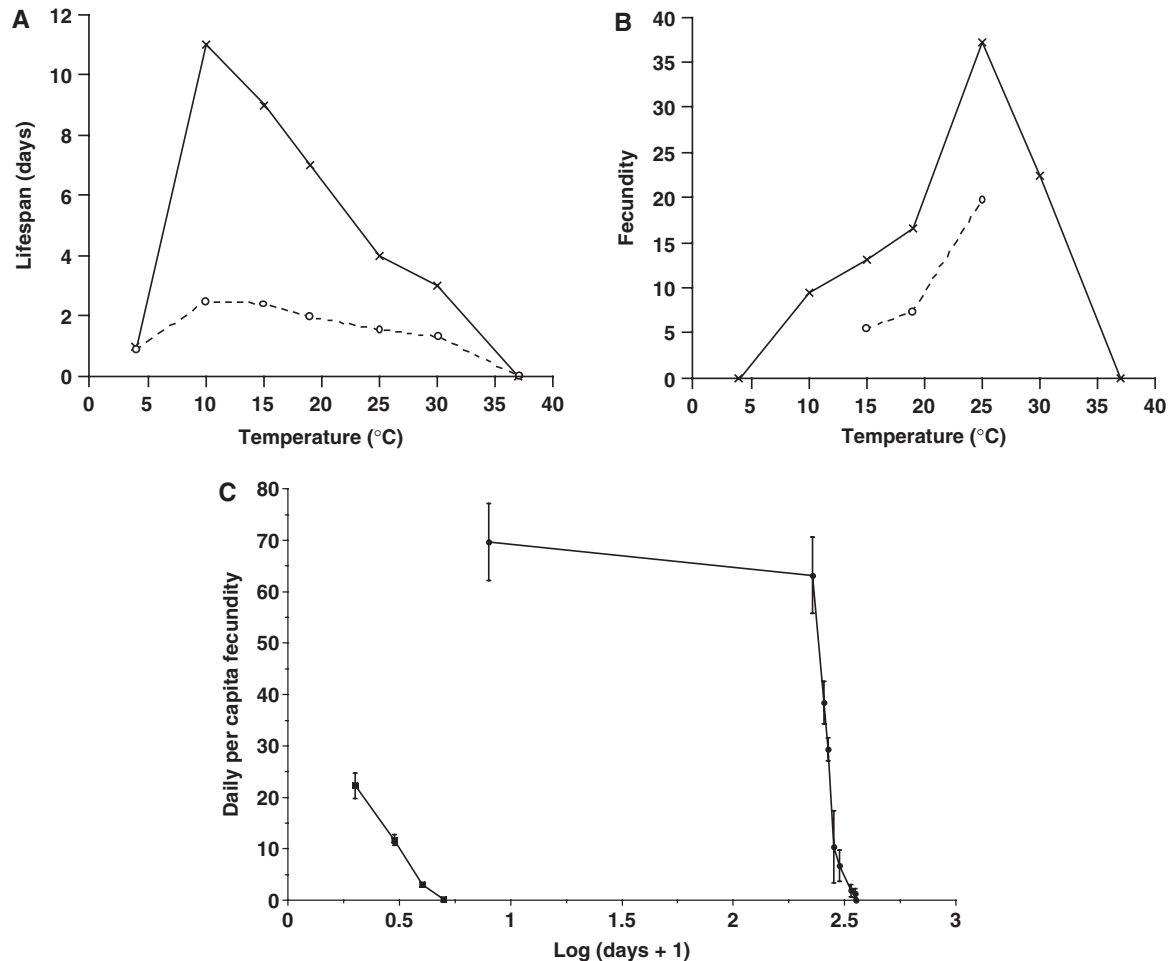 A
Lifespan (days)
12
10
8
6
4
2
0
0 5 10 15 20 25 30 35 40
Temperature (°C)
B
Fecundity
40
35
30
25
20
15
10
5
0
0 5 10 15 20 25 30 35 40
Temperature (°C)
C
Daily per capita fecundity
80
70
60
50
40
30
20
10
0
0 0.5 1 1.5 2 2.5 3
Log (days + 1)